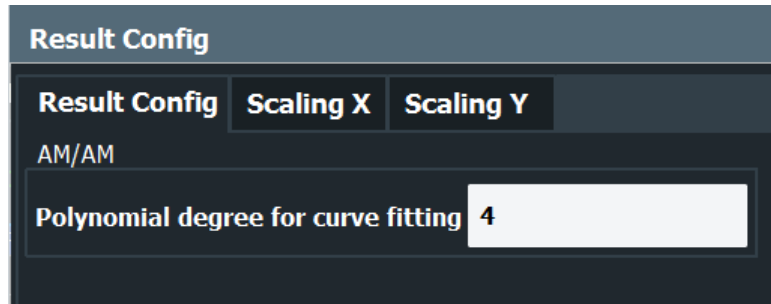 Result Config
Result Config Scaling X Scaling Y
AM/AM
Polynomial degree for curve fitting 4